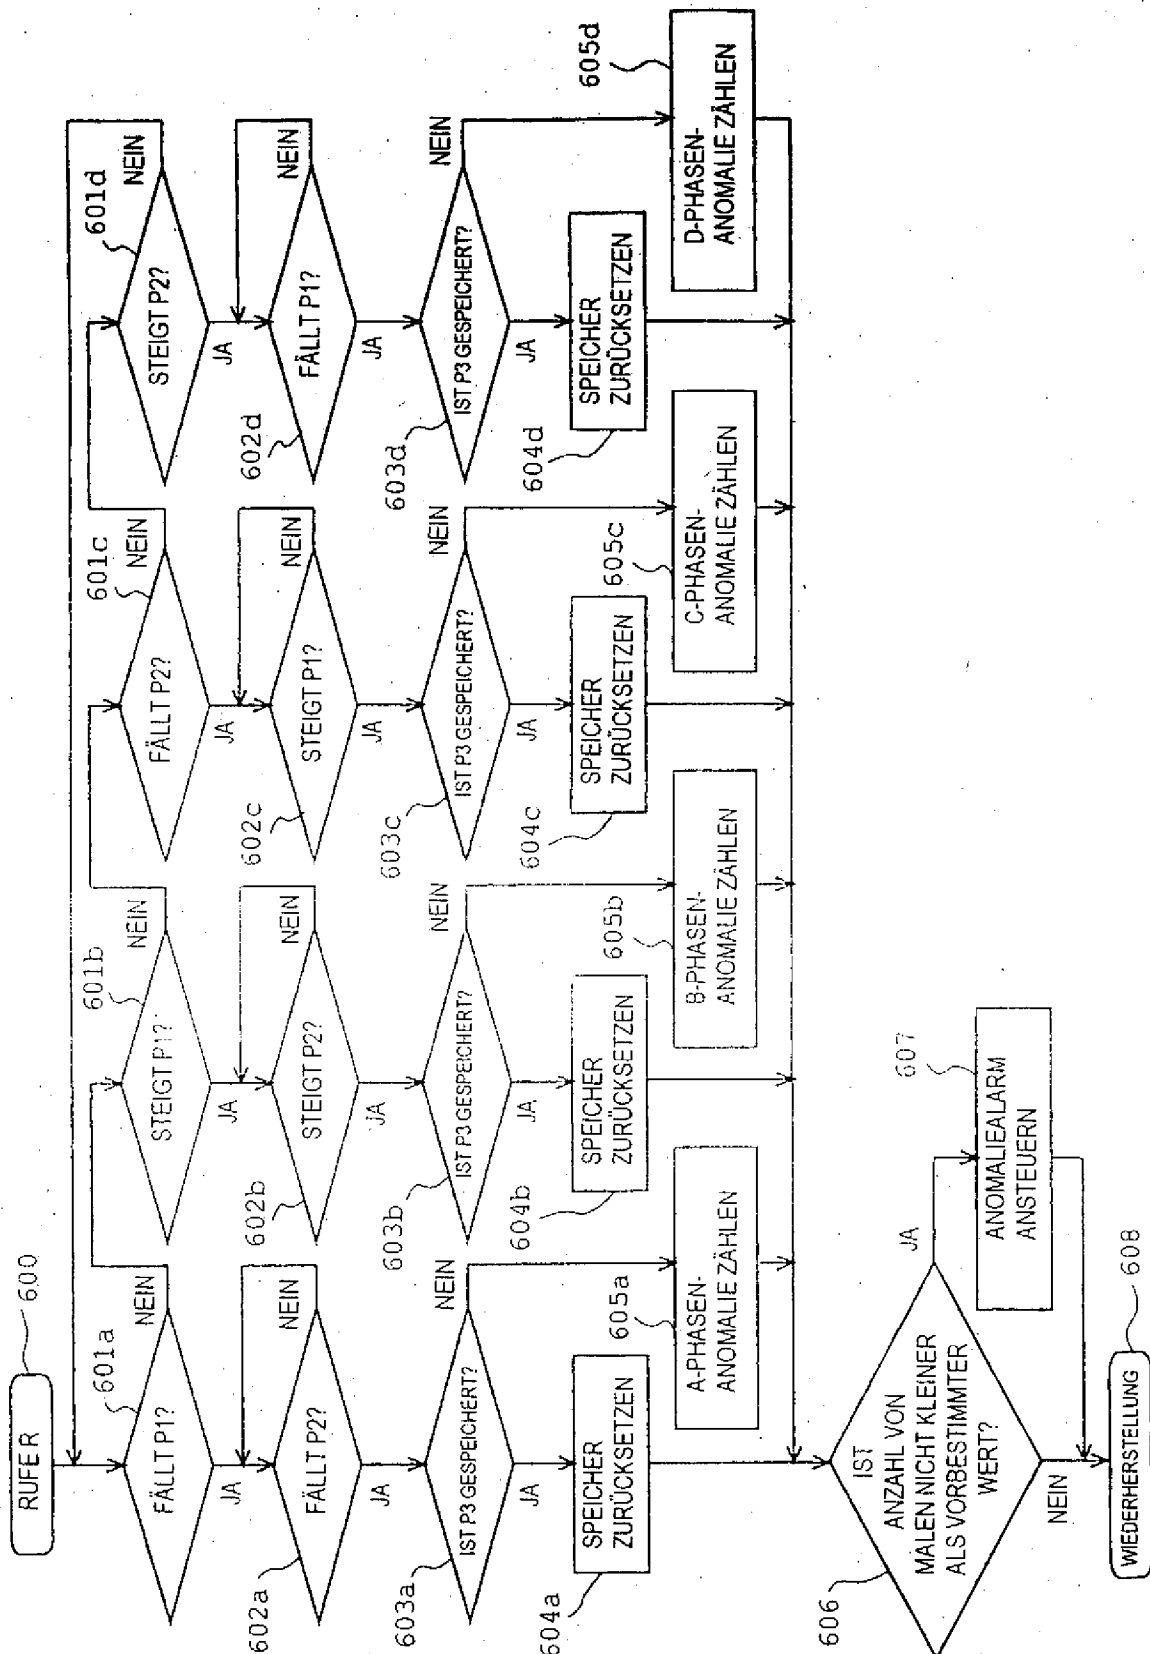 RUFER
600
FÄLLT P1?
601a
NEIN
JA
FÄLLT P2?
602a
NEIN
JA
IST P3 GESPEICHERT?
603a
NEIN
JA
SPEICHER
ZURÜCKSETZEN
604a
A-PHASEN-
ANOMALIE ZÄHLEN
605a
STEIGT P1?
601b
NEIN
JA
STEIGT P2?
602b
NEIN
JA
IST P3 GESPEICHERT?
603b
NEIN
JA
SPEICHER
ZURÜCKSETZEN
604b
B-PHASEN-
ANOMALIE ZÄHLEN
605b
FÄLLT P2?
601c
NEIN
JA
STEIGT P1?
602c
NEIN
JA
IST P3 GESPEICHERT?
603c
NEIN
JA
SPEICHER
ZURÜCKSETZEN
604c
C-PHASEN-
ANOMALIE ZÄHLEN
605c
STEIGT P2?
601d
NEIN
JA
FÄLLT P1?
602d
NEIN
JA
IST P3 GESPEICHERT?
603d
NEIN
JA
SPEICHER
ZURÜCKSETZEN
604d
D-PHASEN-
ANOMALIE ZÄHLEN
605d
IST
ANZAHL VON
MALEN NICHT KLEINER
ALS VORBESTIMMTER
WERT?
606
JA
NEIN
ANOMALIEALARM
ANSTEUERN
607
WIEDERHERSTELLUNG
608